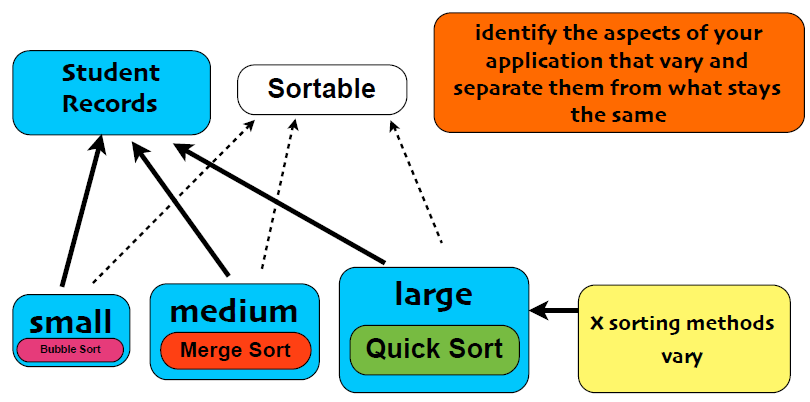 Student
Records
Sortable
identify the aspects of your
application that vary and
separate them from what stays
the same
small
Bubble Sort
medium
Merge Sort
large
Quick Sort
X sorting methods
vary